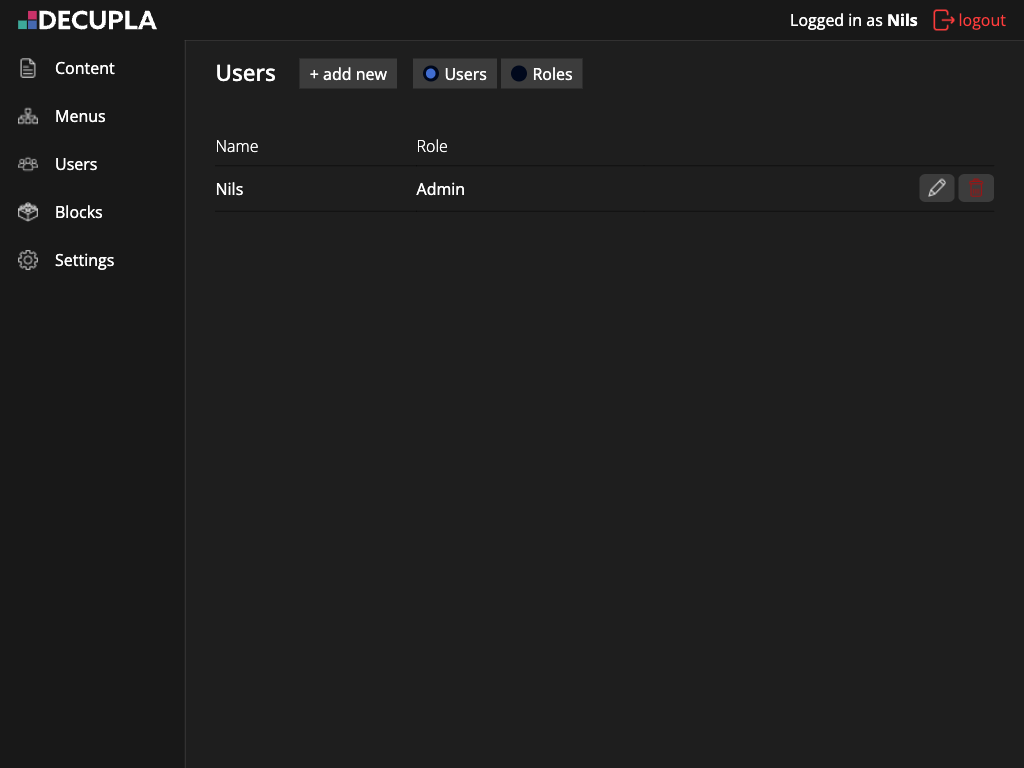 DECUPLA
Logged in as Nils logout
Content
Menus
Users
Blocks
Settings
Users + add new Users Roles
Name Role
Nils Admin